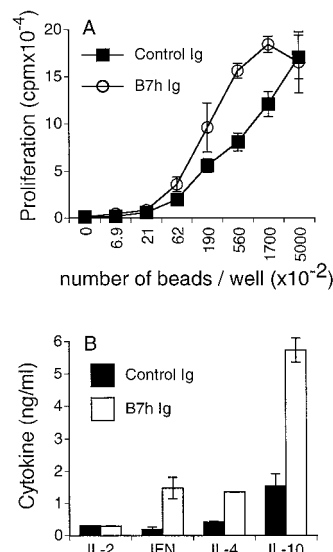 A
Control Ig
B7h Ig
Proliferation (cpmx10-4)
20
15
10
5
0
0
6.9
21
62
190
560
1700
5000
number of beads / well (x10-2)
B
Control Ig
B7h Ig
Cytokine (ng/ml)
6
5
4
3
2
1
0
IL-2 IFN IL-4 IL-10